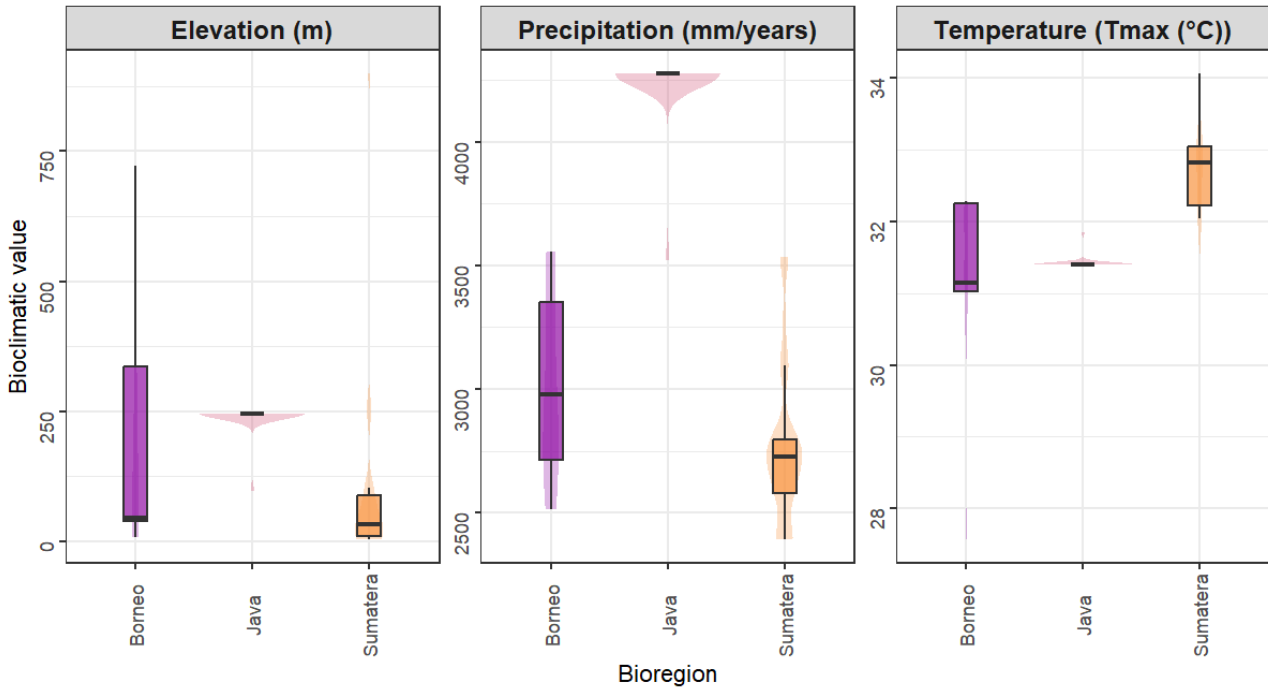 Elevation (m)
Precipitation (mm/years)
Temperature (Tmax (°C))
Bioclimatic value
750
500
250
0
4000
3500
3000
2500
34
32
30
28
Borneo
Java
Sumatera
Borneo
Java
Sumatera
Borneo
Java
Sumatera
Bioregion